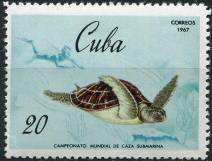 Cuba
CORREOS
1967
20
CAMPEONATO MUNDIAL DE CAZA SUBMARINA